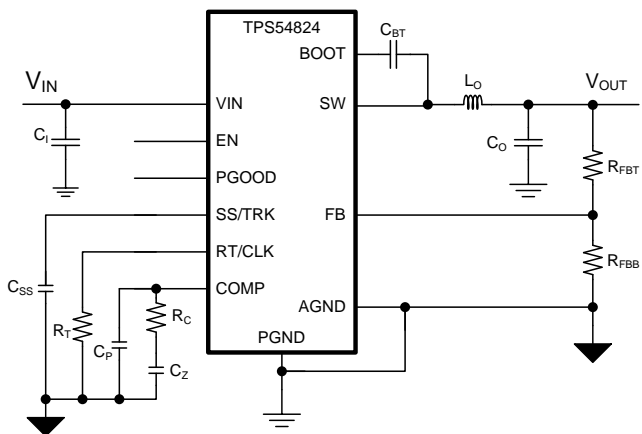 TPS54824
BOOT
C_BT
V_IN
L_O
V_OUT
VIN
SW
C_I
EN
C_O
R_FBT
PGOOD
SS/TRK
FB
RT/CLK
R_FBB
C_SS
COMP
R_T
R_C
AGND
C_P
PGND
C_Z